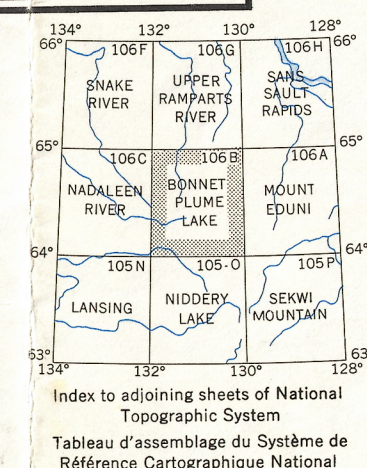 134° 132° 130° 128°
66° 106F 106G 106H 66°
SNAKE RIVER
UPPER RAMPARTS RIVER
SANS SAULT RAPIDS
65° 106C 106B 106A 65°
NADALEEN RIVER
BONNET PLUME LAKE
MOUNT EDUNI
64° 105N 105-O 105P 64°
LANSING
NIDDERY LAKE
SEKWI MOUNTAIN
63° 63°
134° 132° 130° 128°
Index to adjoining sheets of National
Topographic System
Tableau d'assemblage du Système de
Référence Cartographique National